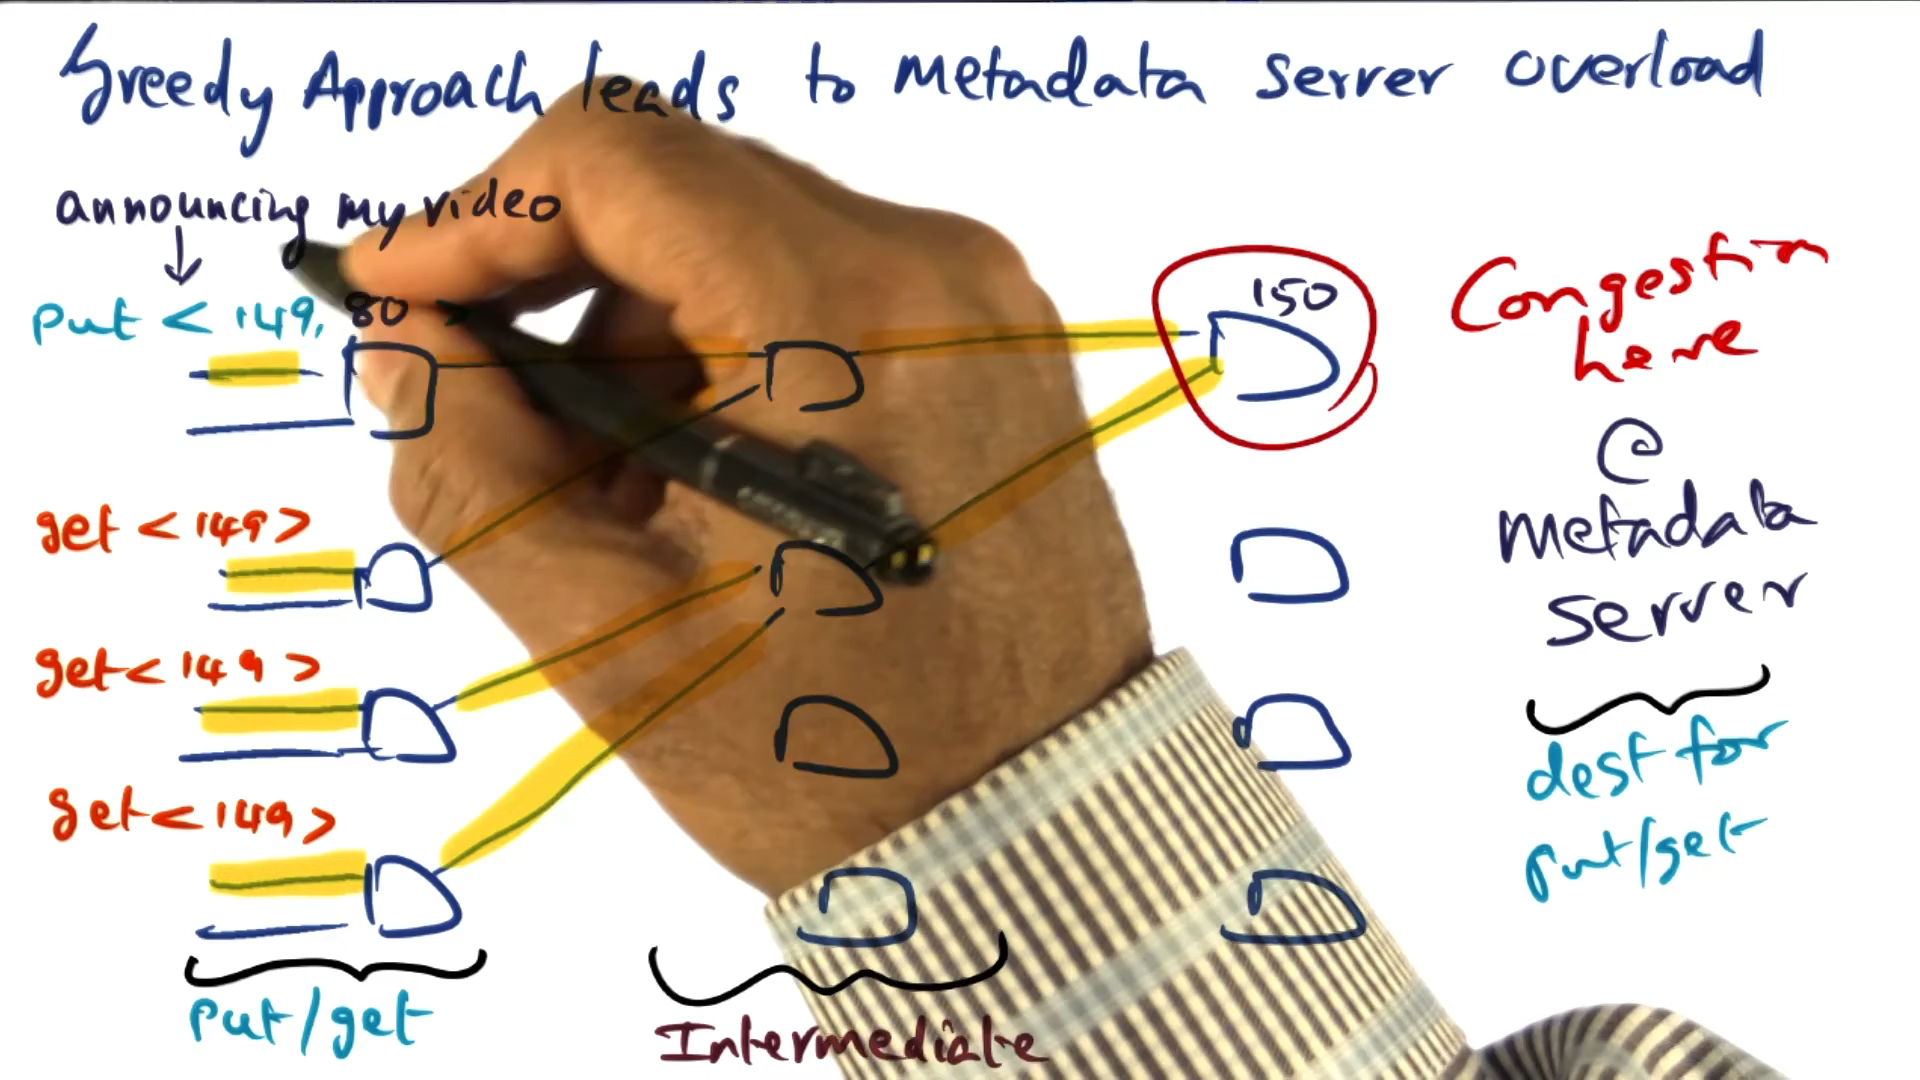 Greedy Approach leads to metadata server overload
announcing my video
put < 149, 80 >
150
Congestion
here
@
metadata
server
get < 149 >
get < 149 >
get < 149 >
dest for
put/get
put/get
Intermediate